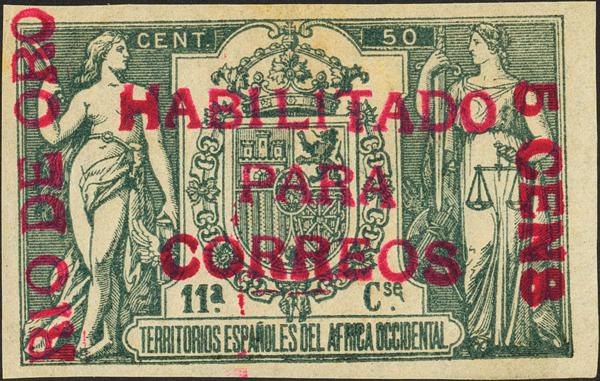 CENT. 50
RIO DE ORO
HABILITADO
PARA
CORREOS
5 CENS
11ª Cse.
TERRITORIOS ESPAÑOLES DEL AFRICA OCCIDENTAL